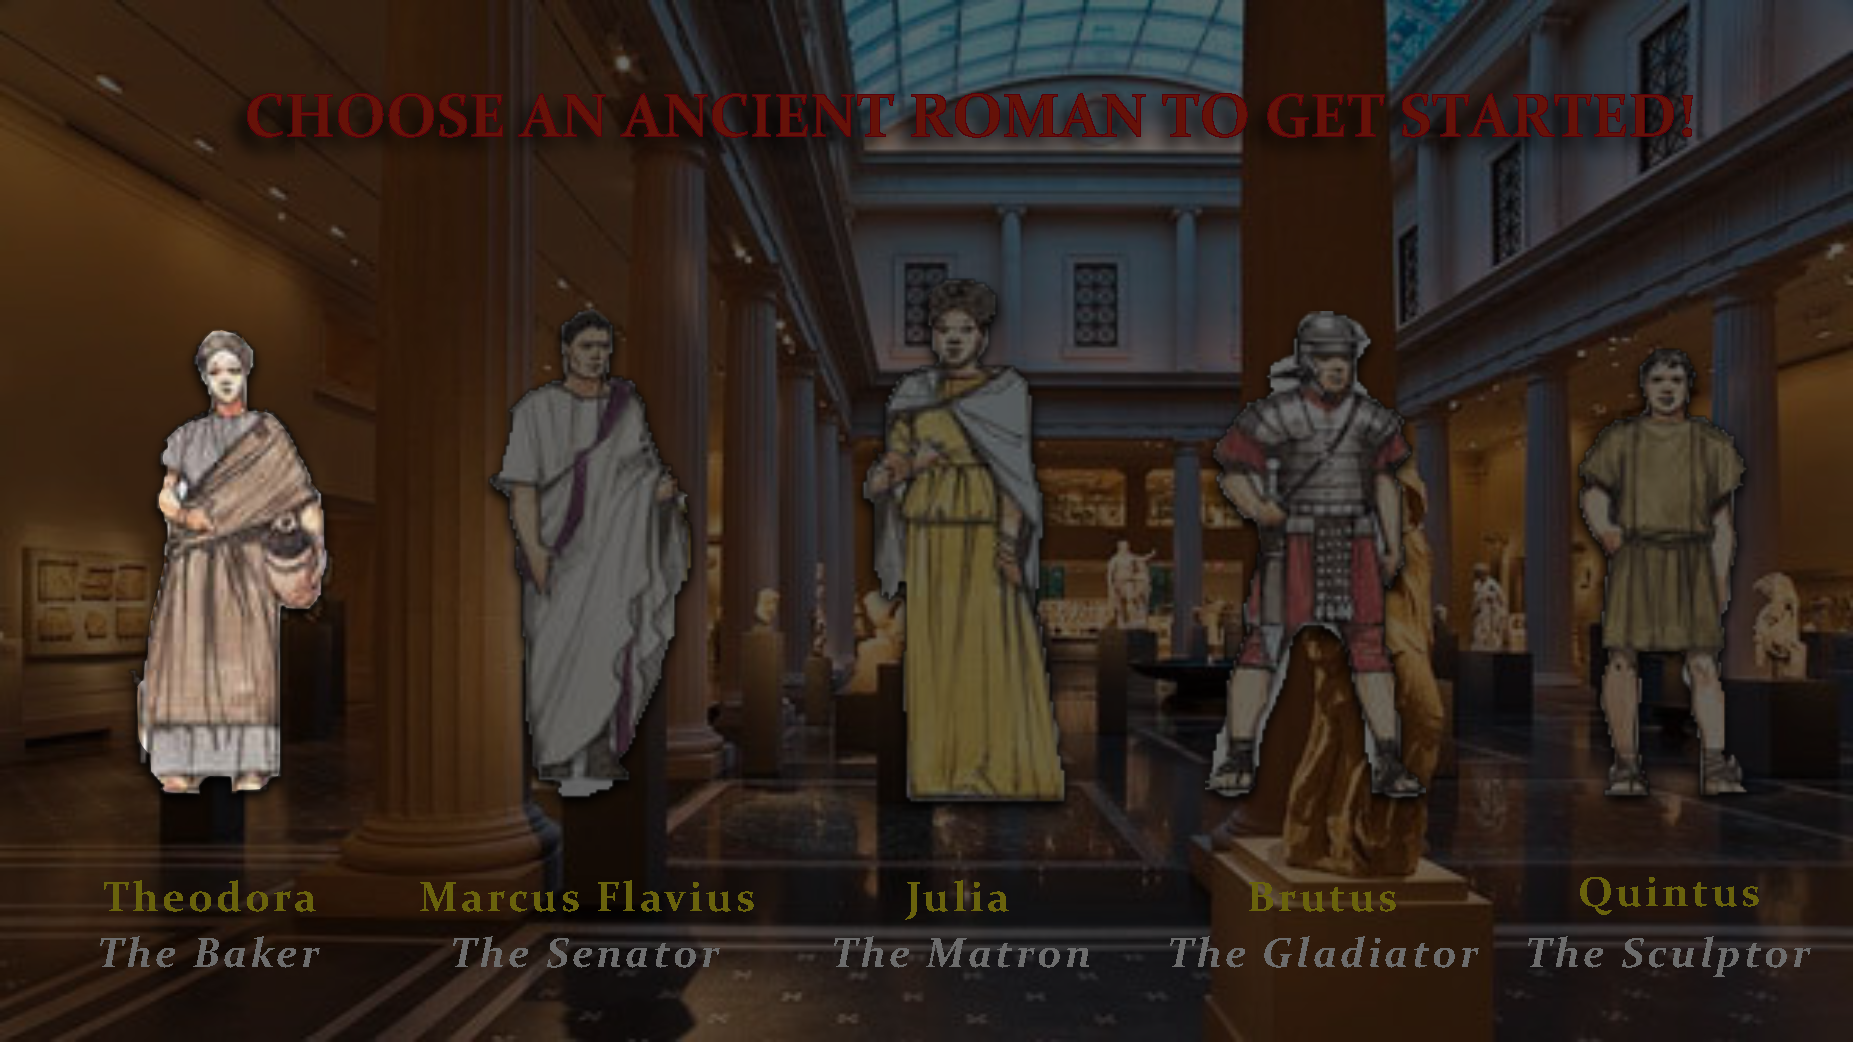 CHOOSE AN ANCIENT ROMAN TO GET STARTED!
Theodora
The Baker
Marcus Flavius
The Senator
Julia
The Matron
Brutus
The Gladiator
Quintus
The Sculptor